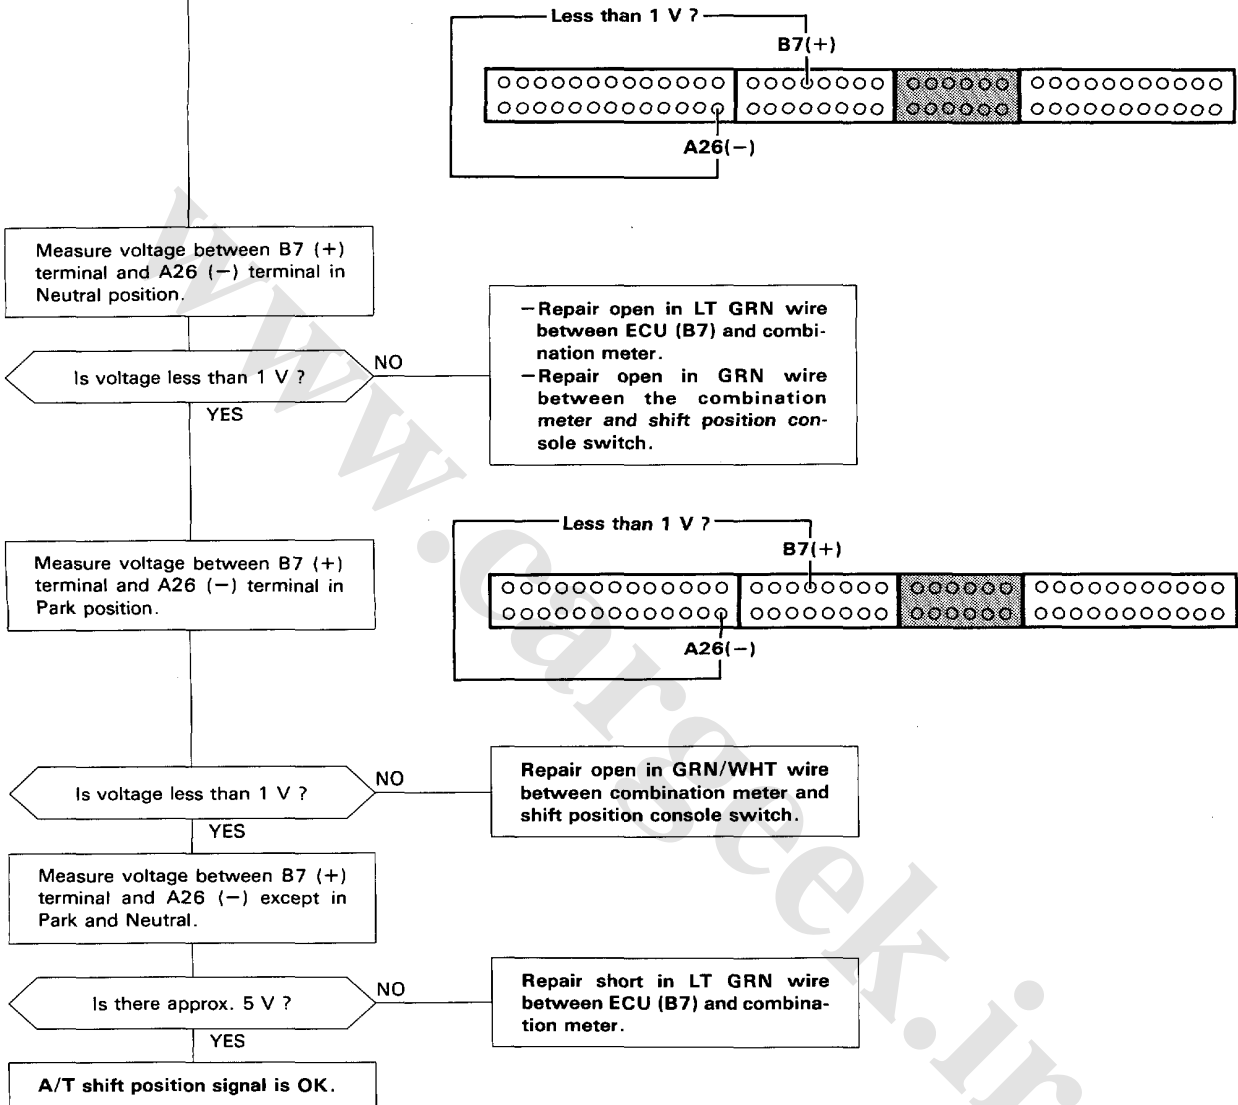 Less than 1 V ?
B7(+)
A26(−)
Measure voltage between B7 (+)
terminal and A26 (−) terminal in
Neutral position.
−Repair open in LT GRN wire
between ECU (B7) and combi-
nation meter.
−Repair open in GRN wire
between the combination
meter and shift position con-
sole switch.
Is voltage less than 1 V ?
NO
YES
Less than 1 V ?
B7(+)
A26(−)
Measure voltage between B7 (+)
terminal and A26 (−) terminal in
Park position.
Is voltage less than 1 V ?
NO
Repair open in GRN/WHT wire
between combination meter and
shift position console switch.
YES
Measure voltage between B7 (+)
terminal and A26 (−) except in
Park and Neutral.
Is there approx. 5 V ?
NO
Repair short in LT GRN wire
between ECU (B7) and combina-
tion meter.
YES
A/T shift position signal is OK.
www.cargeek.ir